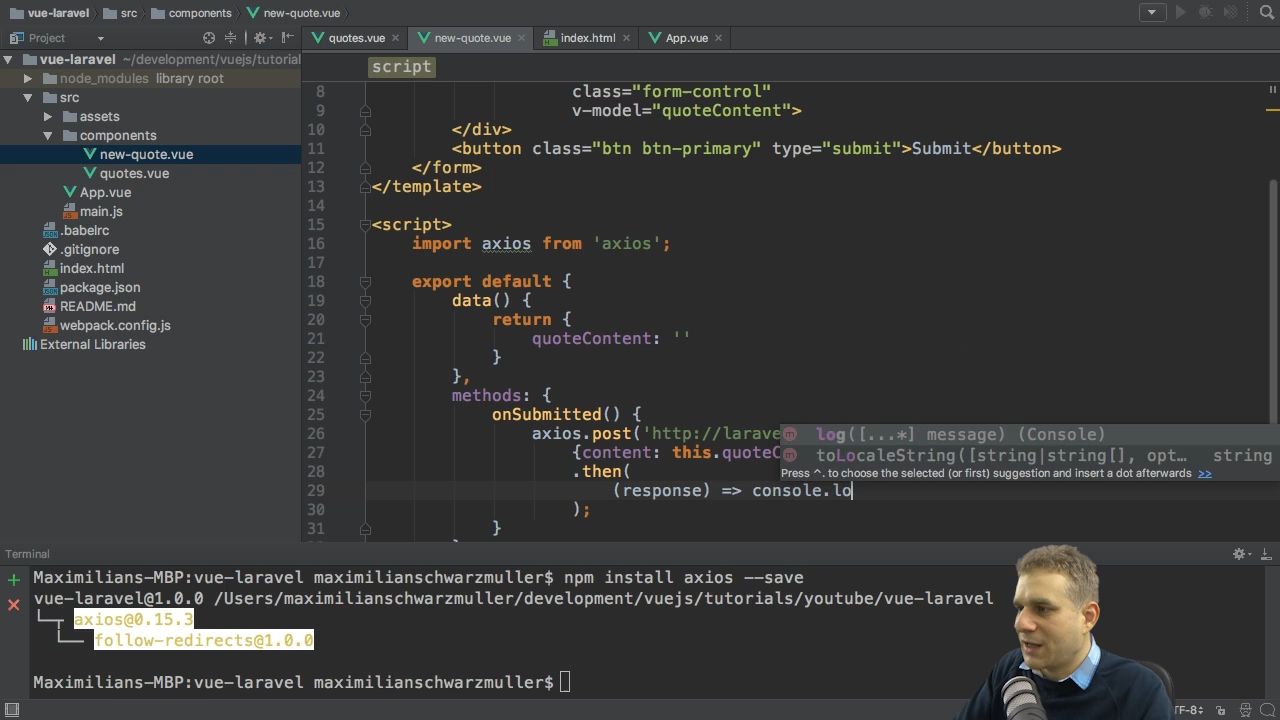 vue-laravel
src
components
new-quote.vue
Project
quotes.vue
new-quote.vue
index.html
App.vue
vue-laravel ~/development/vuejs/tutorial
node_modules library root
src
assets
components
new-quote.vue
quotes.vue
App.vue
main.js
.babelrc
.gitignore
index.html
package.json
README.md
webpack.config.js
External Libraries
script
8 class="form-control"
9 v-model="quoteContent">
10 </div>
11 <button class="btn btn-primary" type="submit">Submit</button>
12 </form>
13 </template>
14
15 <script>
16 import axios from 'axios';
17
18 export default {
19 data() {
20 return {
21 quoteContent: ''
22 }
23 },
24 methods: {
25 onSubmitted() {
26 axios.post('http://larave
27 {content: this.quoteC
28 .then(
29 (response) => console.lo
30 );
31 }
m log([...*] message) (Console)
m toLocaleString([string|string[], opt… string
Press ^. to choose the selected (or first) suggestion and insert a dot afterwards >>
Terminal
Maximilians-MBP:vue-laravel maximilianschwarzmuller$ npm install axios --save
vue-laravel@1.0.0 /Users/maximilianschwarzmuller/development/vuejs/tutorials/youtube/vue-laravel
axios@0.15.3
follow-redirects@1.0.0
Maximilians-MBP:vue-laravel maximilianschwarzmuller$
TF-8